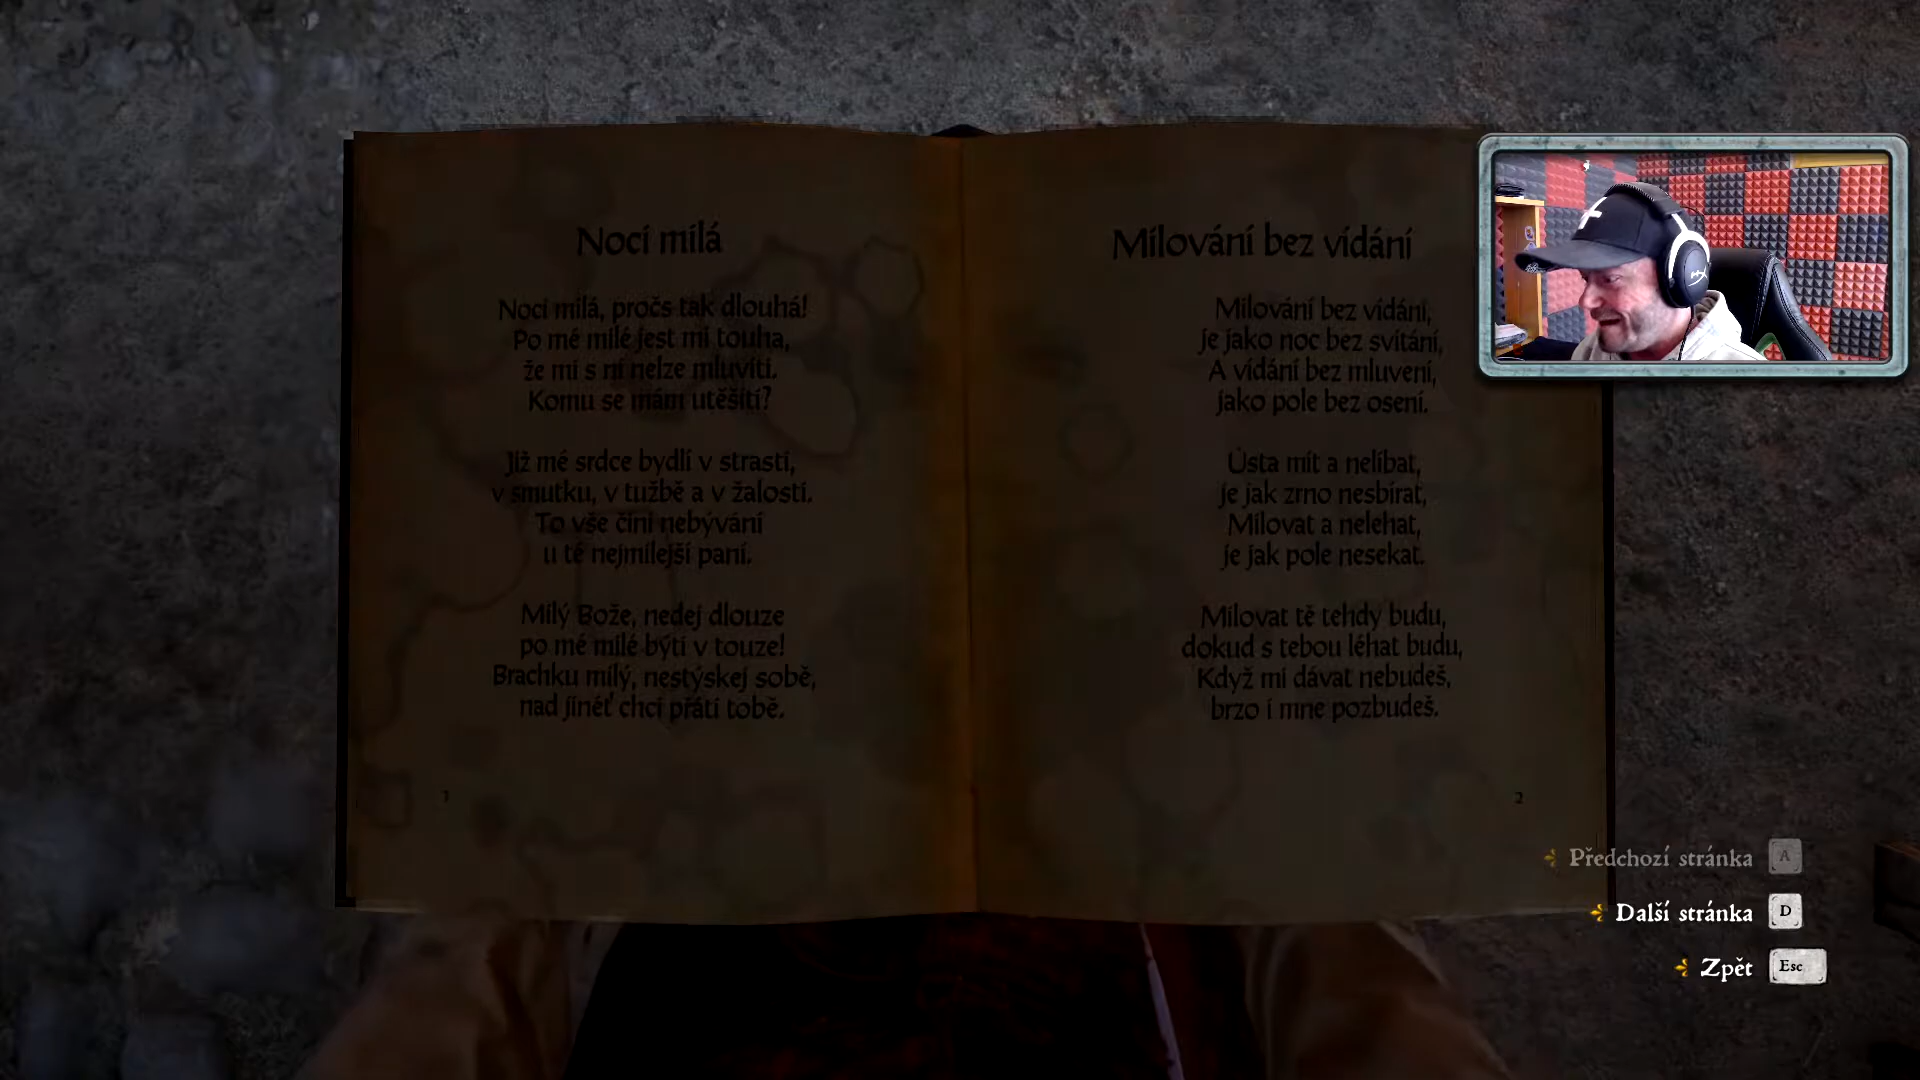 Noci milá
Noci milá, pročs tak dlouhá!
Po mé milé jest mi touha,
že mi s ní nelze mluviti.
Komu se mám utěšiti?
Již mé srdce bydlí v strasti,
v smutku, v tužbě a v žalosti.
To vše činí nebývání
u té nejmilejší paní.
Milý Bože, nedej dlouze
po mé milé býti v touze!
Brachku milý, nestýskej sobě,
nad jinéť chci přáti tobě.
1
Milování bez vídání
Milování bez vídání,
je jako noc bez svítání,
A vídání bez mluvení,
jako pole bez osení.
Ústa mít a nelíbat,
je jak zrno nesbírat,
Milovat a nelehat,
je jak pole nesekat.
Milovat tě tehdy budu,
dokud s tebou léhat budu,
Když mi dávat nebudeš,
brzo i mne pozbudeš.
2
Předchozí stránka A
Další stránka D
Zpět Esc